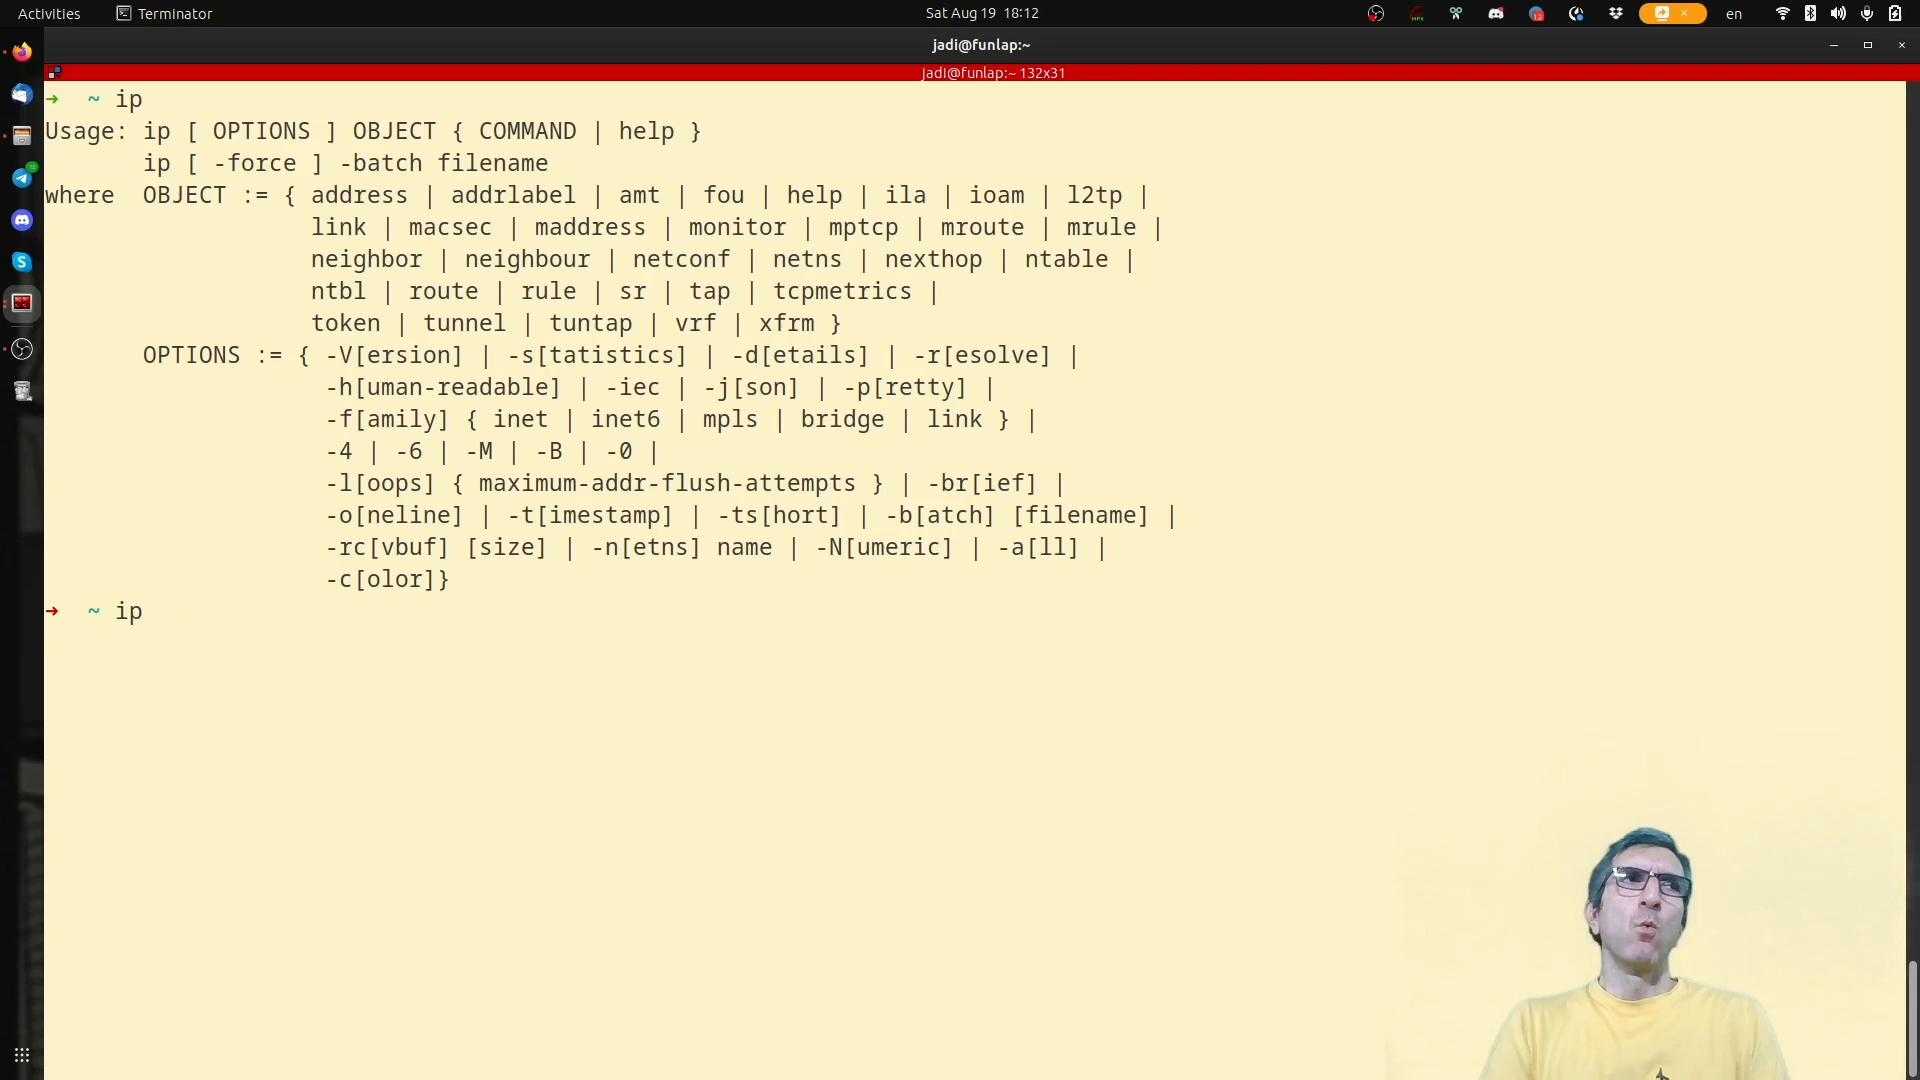 Activities Terminator Sat Aug 19 18:12 en
jadi@funlap:~
jadi@funlap:~ 132x31
➜ ~ ip
Usage: ip [ OPTIONS ] OBJECT { COMMAND | help }
ip [ -force ] -batch filename
where OBJECT := { address | addrlabel | amt | fou | help | ila | ioam | l2tp |
link | macsec | maddress | monitor | mptcp | mroute | mrule |
neighbor | neighbour | netconf | netns | nexthop | ntable |
ntbl | route | rule | sr | tap | tcpmetrics |
token | tunnel | tuntap | vrf | xfrm }
OPTIONS := { -V[ersion] | -s[tatistics] | -d[etails] | -r[esolve] |
-h[uman-readable] | -iec | -j[son] | -p[retty] |
-f[amily] { inet | inet6 | mpls | bridge | link } |
-4 | -6 | -M | -B | -0 |
-l[oops] { maximum-addr-flush-attempts } | -br[ief] |
-o[neline] | -t[imestamp] | -ts[hort] | -b[atch] [filename] |
-rc[vbuf] [size] | -n[etns] name | -N[umeric] | -a[ll] |
-c[olor]}
➜ ~ ip